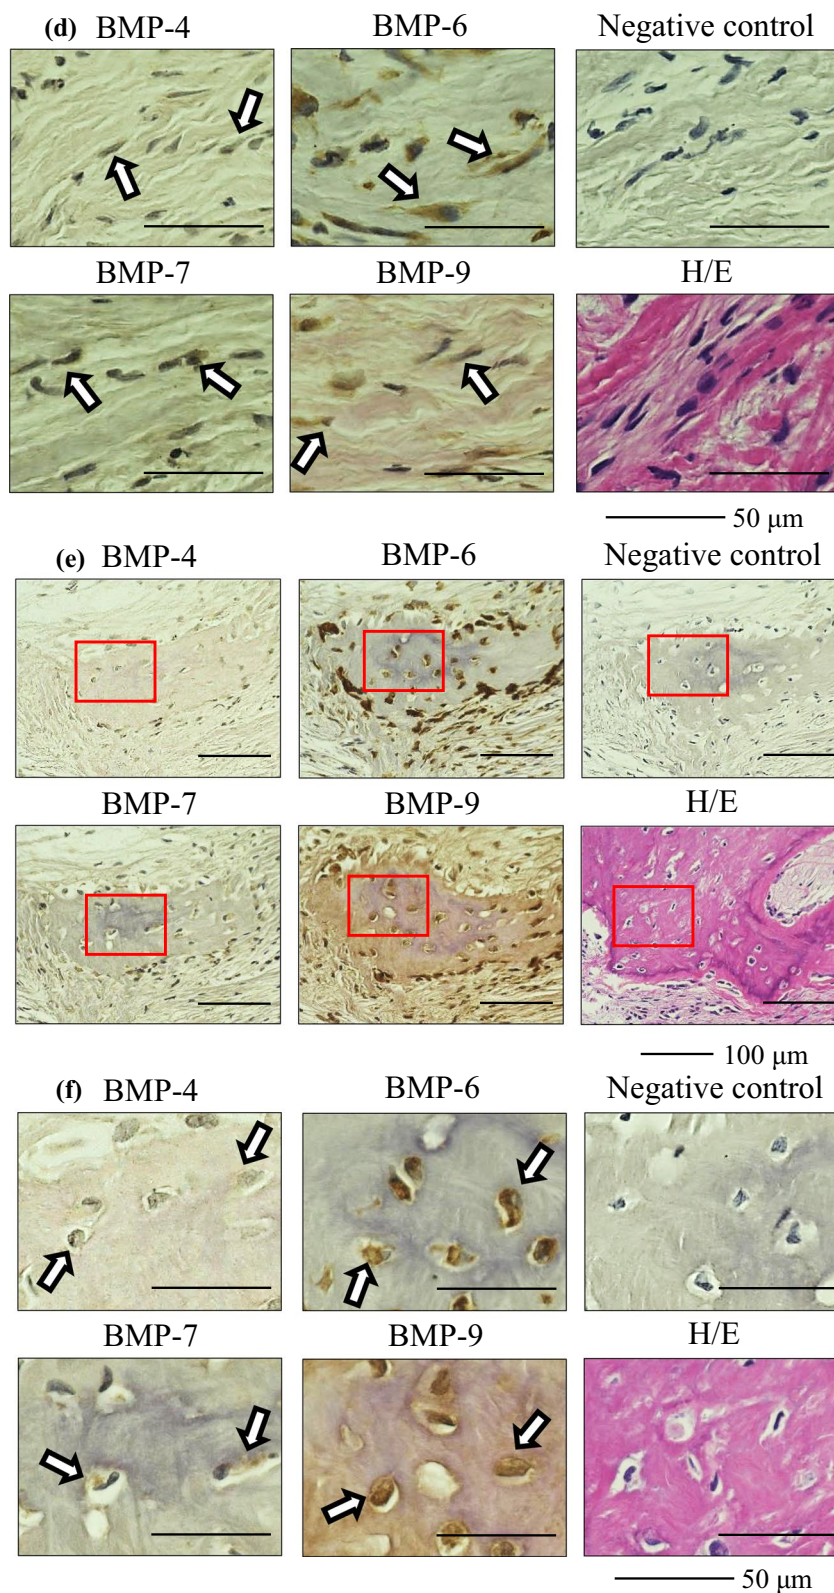 (d) BMP-4 BMP-6 Negative control
BMP-7 BMP-9 H/E
50 μm
(e) BMP-4 BMP-6 Negative control
BMP-7 BMP-9 H/E
100 μm
(f) BMP-4 BMP-6 Negative control
BMP-7 BMP-9 H/E
50 μm